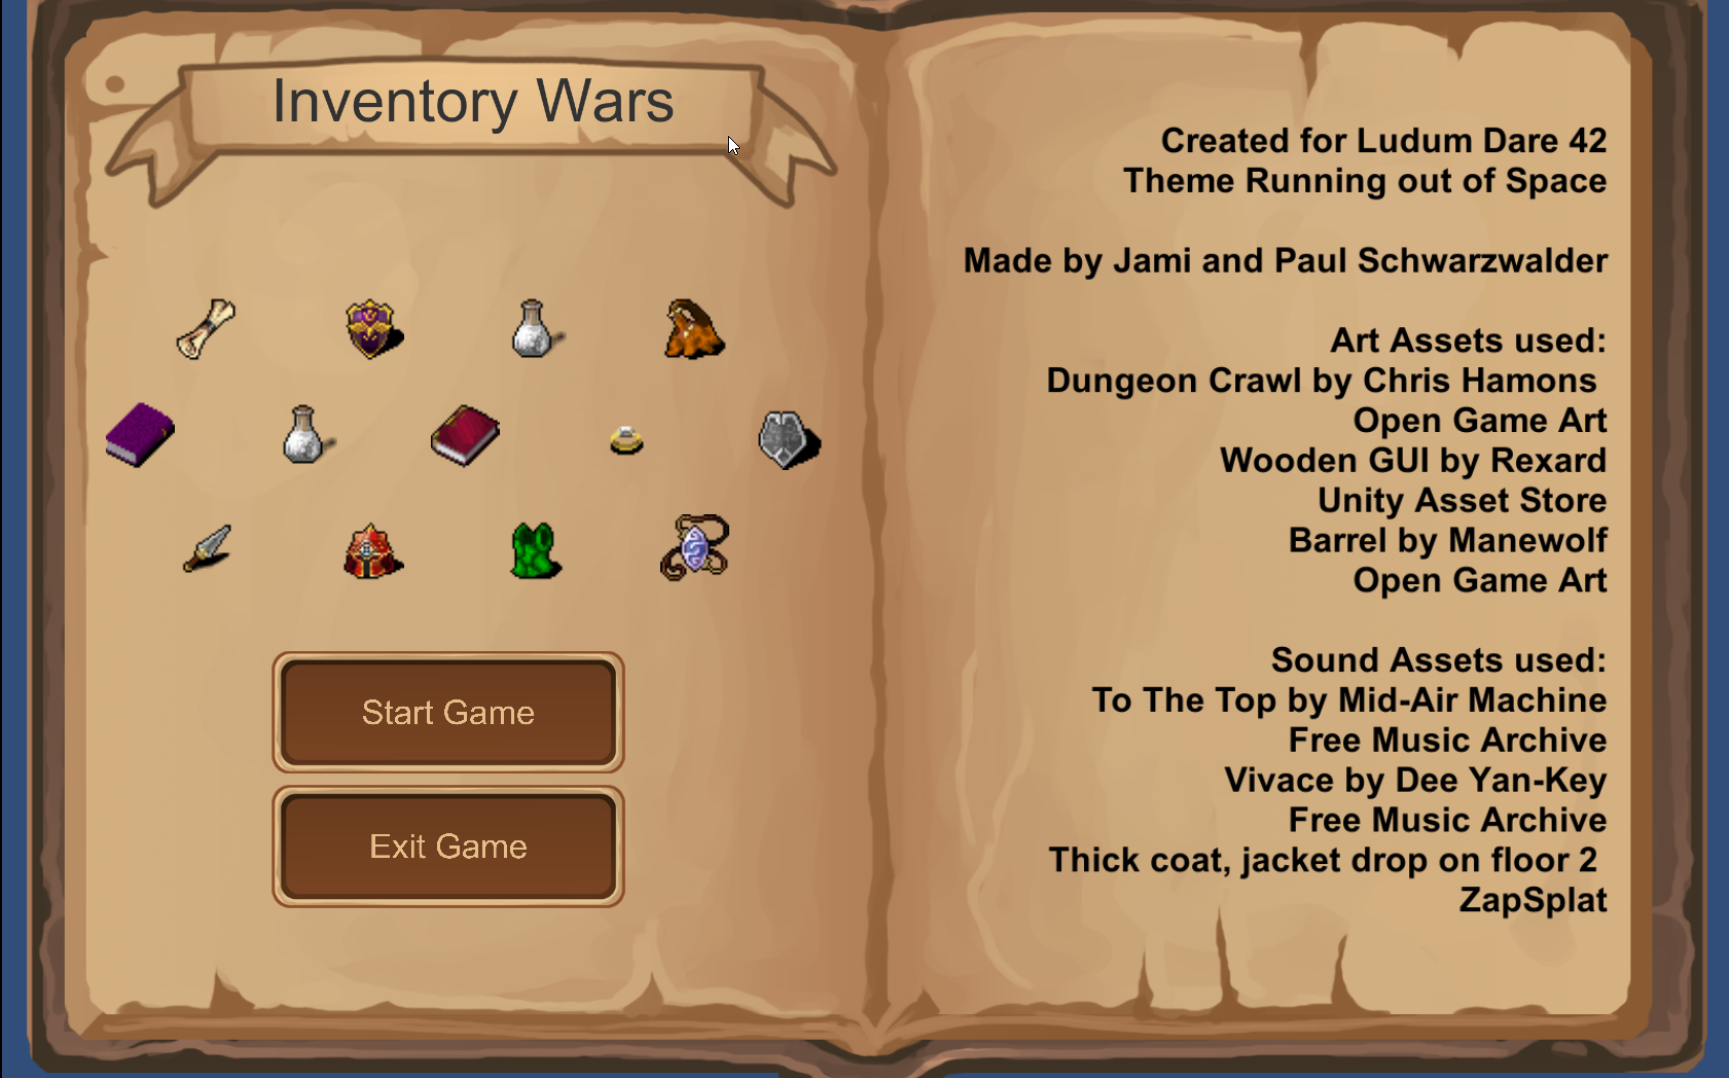 Inventory Wars
Start Game
Exit Game
Created for Ludum Dare 42
Theme Running out of Space
Made by Jami and Paul Schwarzwalder
Art Assets used:
Dungeon Crawl by Chris Hamons
Open Game Art
Wooden GUI by Rexard
Unity Asset Store
Barrel by Manewolf
Open Game Art
Sound Assets used:
To The Top by Mid-Air Machine
Free Music Archive
Vivace by Dee Yan-Key
Free Music Archive
Thick coat, jacket drop on floor 2
ZapSplat